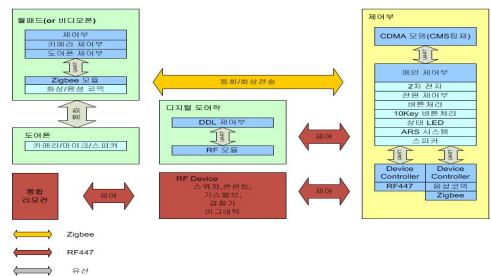 월패드(or 비디오폰)
제어부
카메라 제어부
도어폰 제어부
UART
Zigbee 모듈
화상/음성 코덱
도어폰
카메라/마이크/스피커
통합
리모컨
제어
통화/화상전송
디지털 도어락
DDL 제어부
UART
RF 모듈
제어
RF Device
스위치,콘센트,
가스밸브,
감지기
마그네틱
제어
제어부
CDMA 모뎀(CMS탑재)
UART
메인 제어부
2차 전지
전원 제어부
버튼처리
10Key 버튼처리
상태 LED
ARS 시스템
스피커
UART
UART
Device
Controller
RF447
Device
Controller
음성코덱
Zigbee
Zigbee
RF447
유선